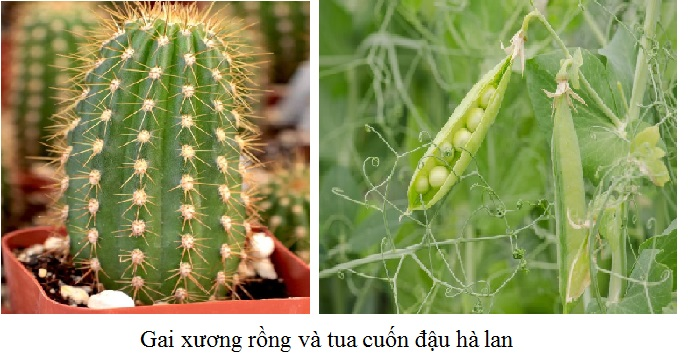 Gai xương rồng và tua cuốn đậu hà lan